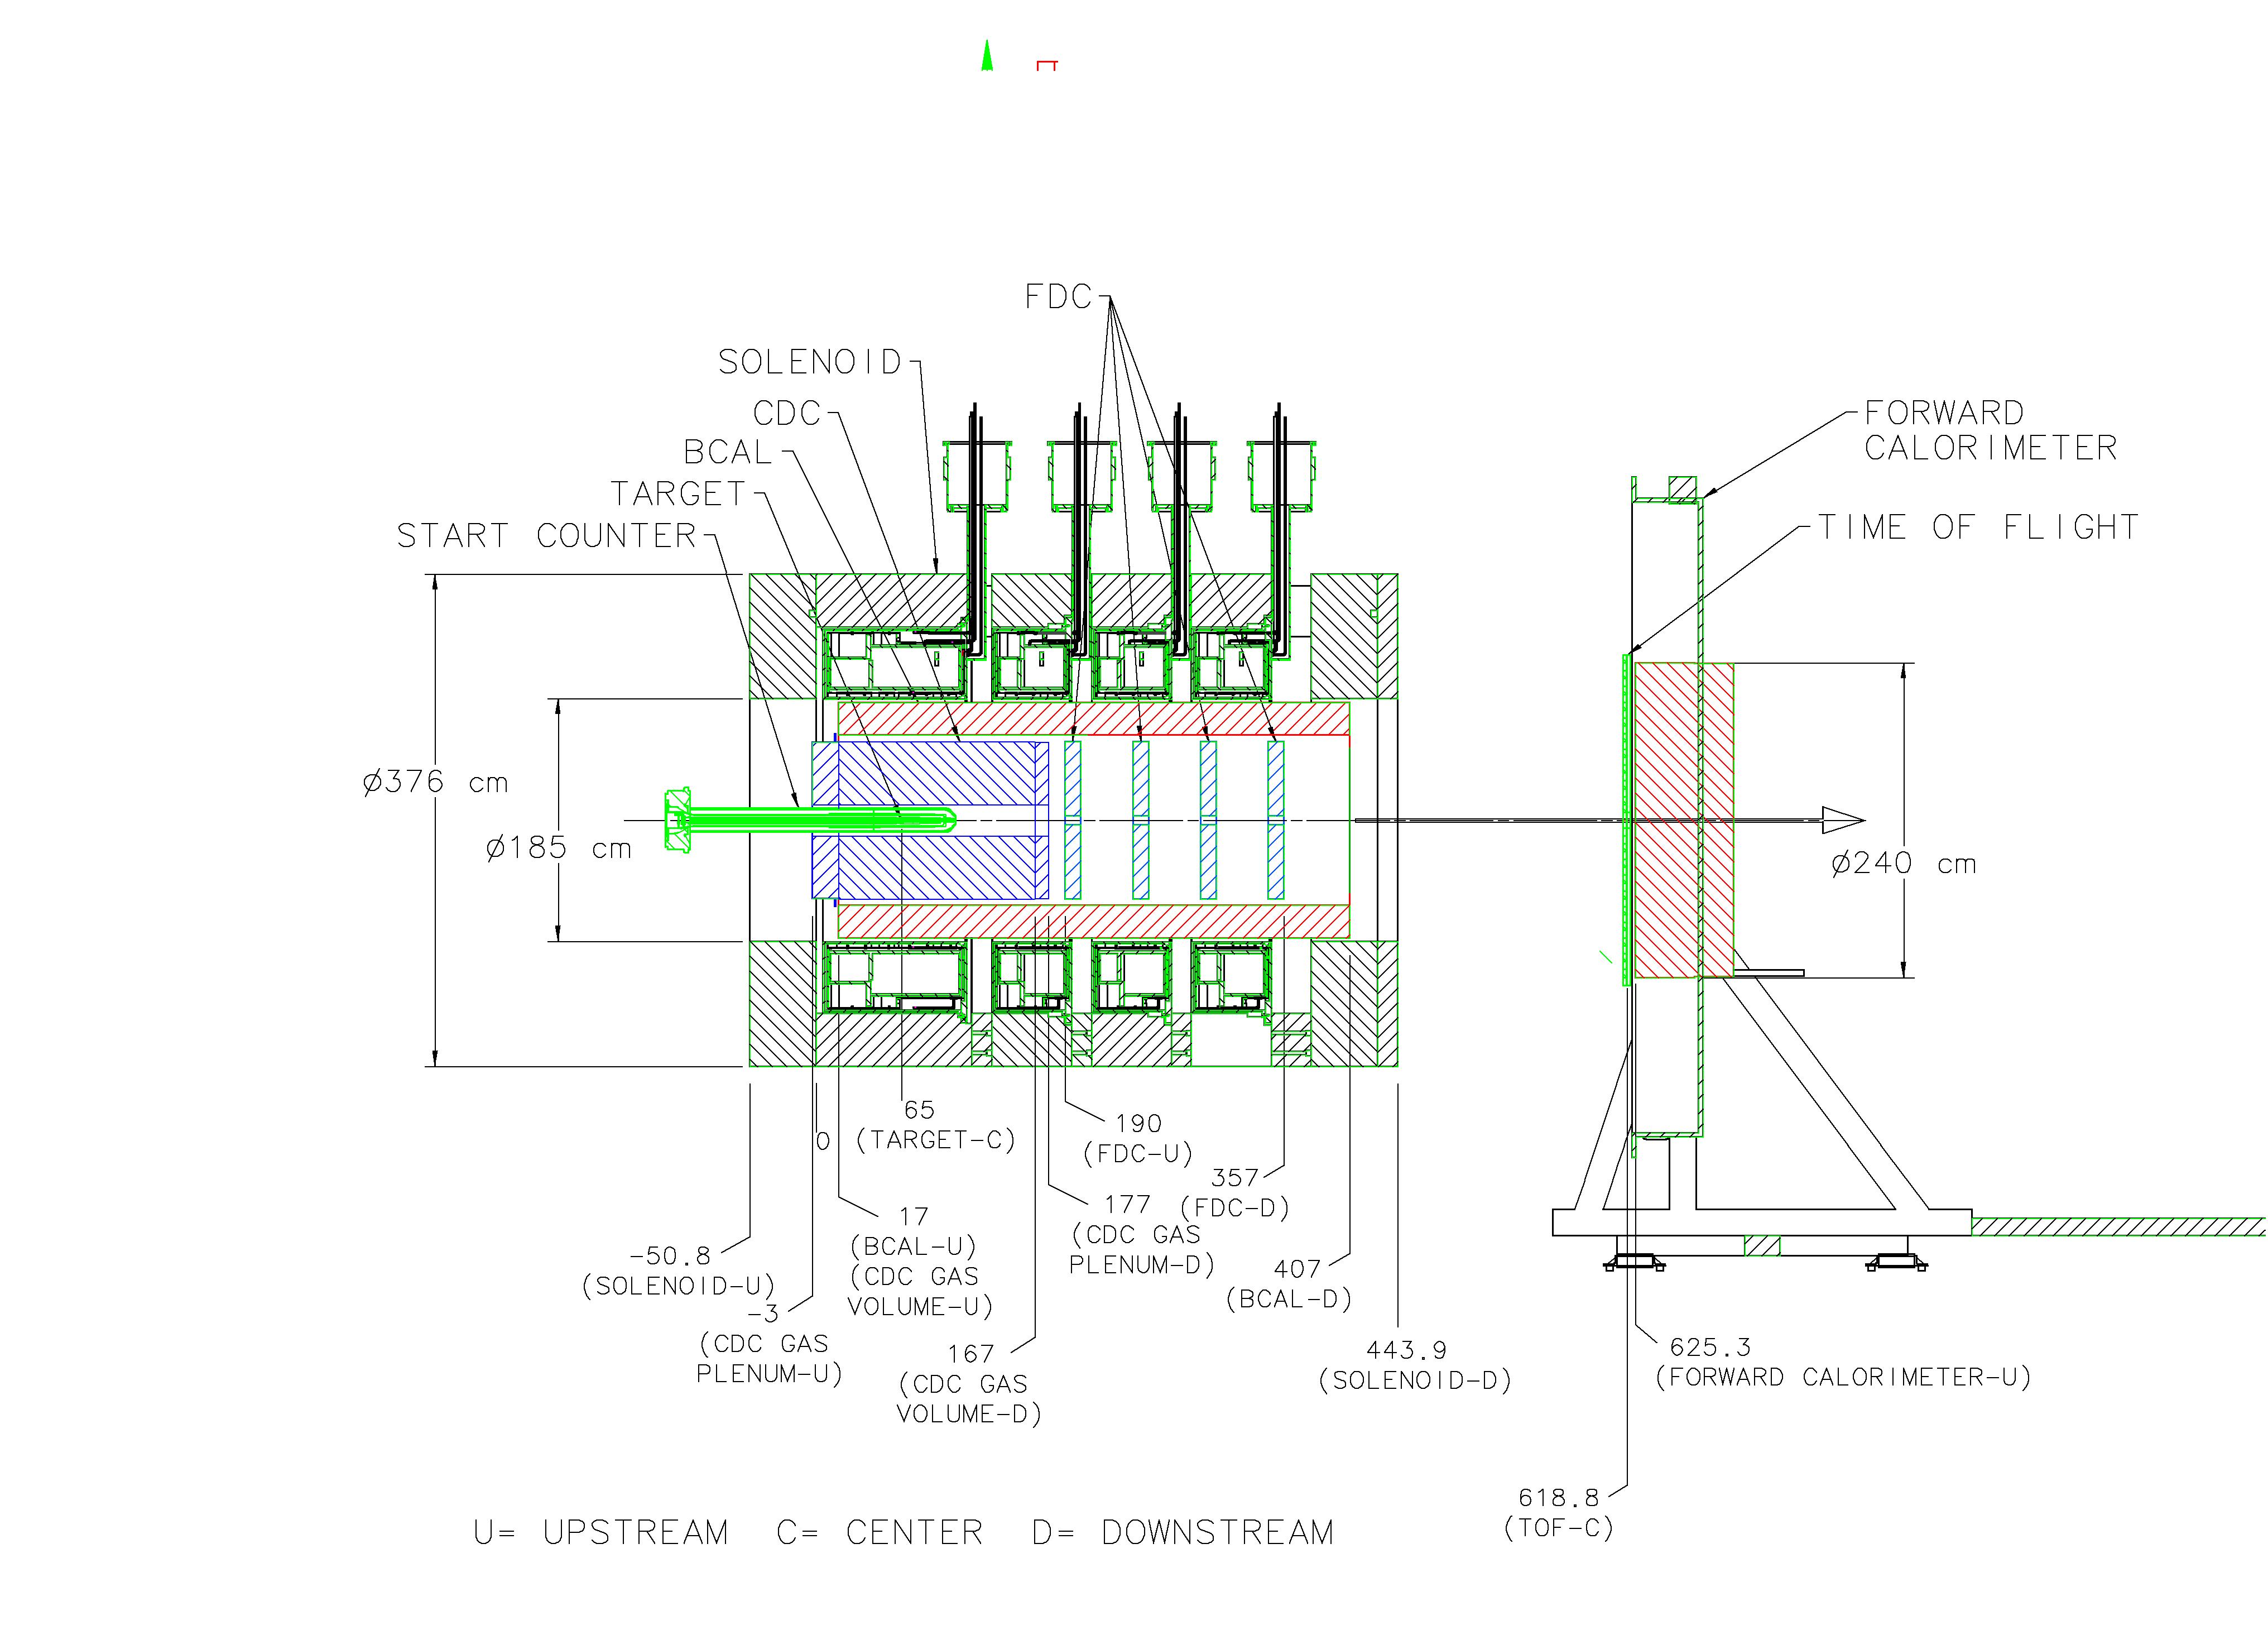 FDC
SOLENOID
CDC
BCAL
TARGET
START COUNTER
FORWARD
CALORIMETER
TIME OF FLIGHT
Ø376 cm
Ø185 cm
Ø240 cm
65
(TARGET-C)
0
190
(FDC-U)
357
(FDC-D)
177
(CDC GAS
PLENUM-D)
17
(BCAL-U)
(CDC GAS
VOLUME-U)
-50.8
(SOLENOID-U)
-3
(CDC GAS
PLENUM-U)
407
(BCAL-D)
167
(CDC GAS
VOLUME-D)
443.9
(SOLENOID-D)
625.3
(FORWARD CALORIMETER-U)
618.8
(TOF-C)
U= UPSTREAM C= CENTER D= DOWNSTREAM